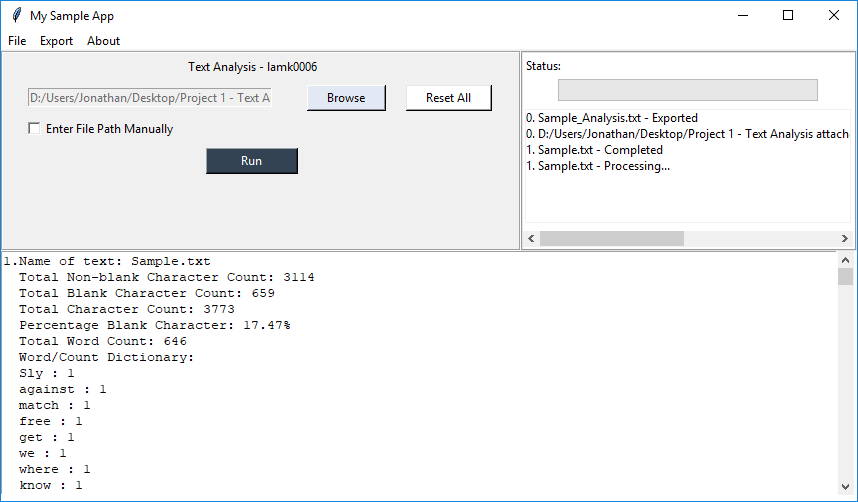 My Sample App
File Export About
Text Analysis - lamk0006
D:/Users/Jonathan/Desktop/Project 1 - Text A
Browse
Reset All
Enter File Path Manually
Run
Status:
0. Sample_Analysis.txt - Exported
0. D:/Users/Jonathan/Desktop/Project 1 - Text Analysis attach
1. Sample.txt - Completed
1. Sample.txt - Processing...
1.Name of text: Sample.txt
Total Non-blank Character Count: 3114
Total Blank Character Count: 659
Total Character Count: 3773
Percentage Blank Character: 17.47%
Total Word Count: 646
Word/Count Dictionary:
Sly : 1
against : 1
match : 1
free : 1
get : 1
we : 1
where : 1
know : 1